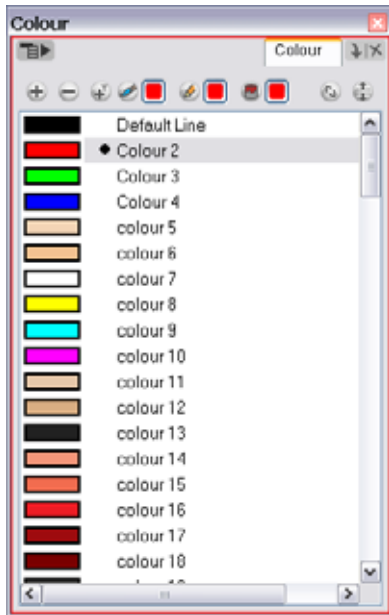 Colour
Colour
Default Line
Colour 2
Colour 3
Colour 4
colour 5
colour 6
colour 7
colour 8
colour 9
colour 10
colour 11
colour 12
colour 13
colour 14
colour 15
colour 16
colour 17
colour 18